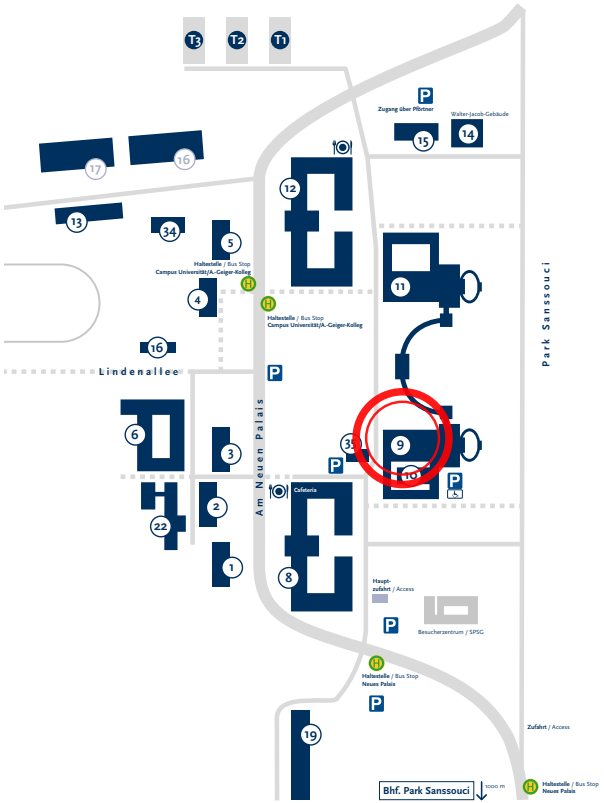 T3
T2
T1
P
Zugang über Pförtner
Walter-Jacob-Gebäude
15
14
17
16
12
13
34
5
Haltestelle / Bus Stop
Campus Universität/A.-Geiger-Kolleg
H
11
4
H
Haltestelle / Bus Stop
Campus Universität/A.-Geiger-Kolleg
Park Sanssouci
16
Lindenallee
P
Am Neuen Palais
6
3
35
9
P
10
P
2
Cafeteria
22
1
8
Haupt-
zufahrt / Access
P
Besucherzentrum / SPSG
H
Haltestelle / Bus Stop
Neues Palais
P
19
Zufahrt / Access
Bhf. Park Sanssouci
1000 m
H
Haltestelle / Bus Stop
Neues Palais